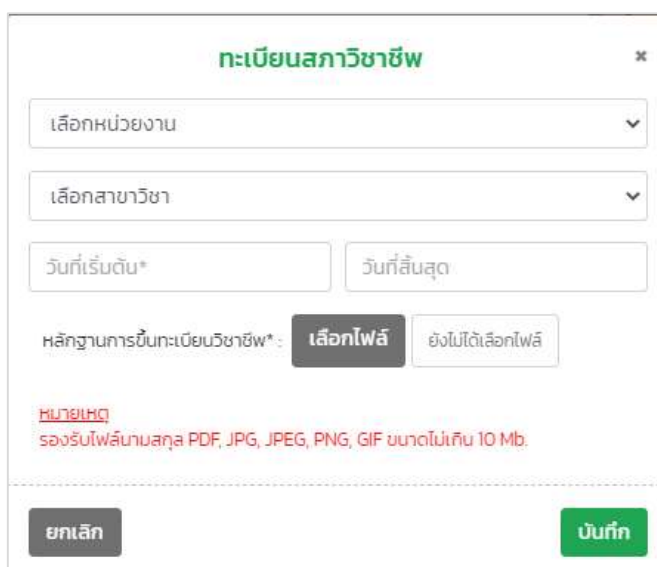 ทะเบียนสภาวิชาชีพ
เลือกหน่วยงาน
เลือกสาขาวิชา
วันที่เริ่มต้น* วันที่สิ้นสุด
หลักฐานการขึ้นทะเบียนวิชาชีพ* : เลือกไฟล์ ยังไม่ได้เลือกไฟล์
หมายเหตุ
รองรับไฟล์นามสกุล PDF, JPG, JPEG, PNG, GIF ขนาดไม่เกิน 10 Mb.
ยกเลิก บันทึก